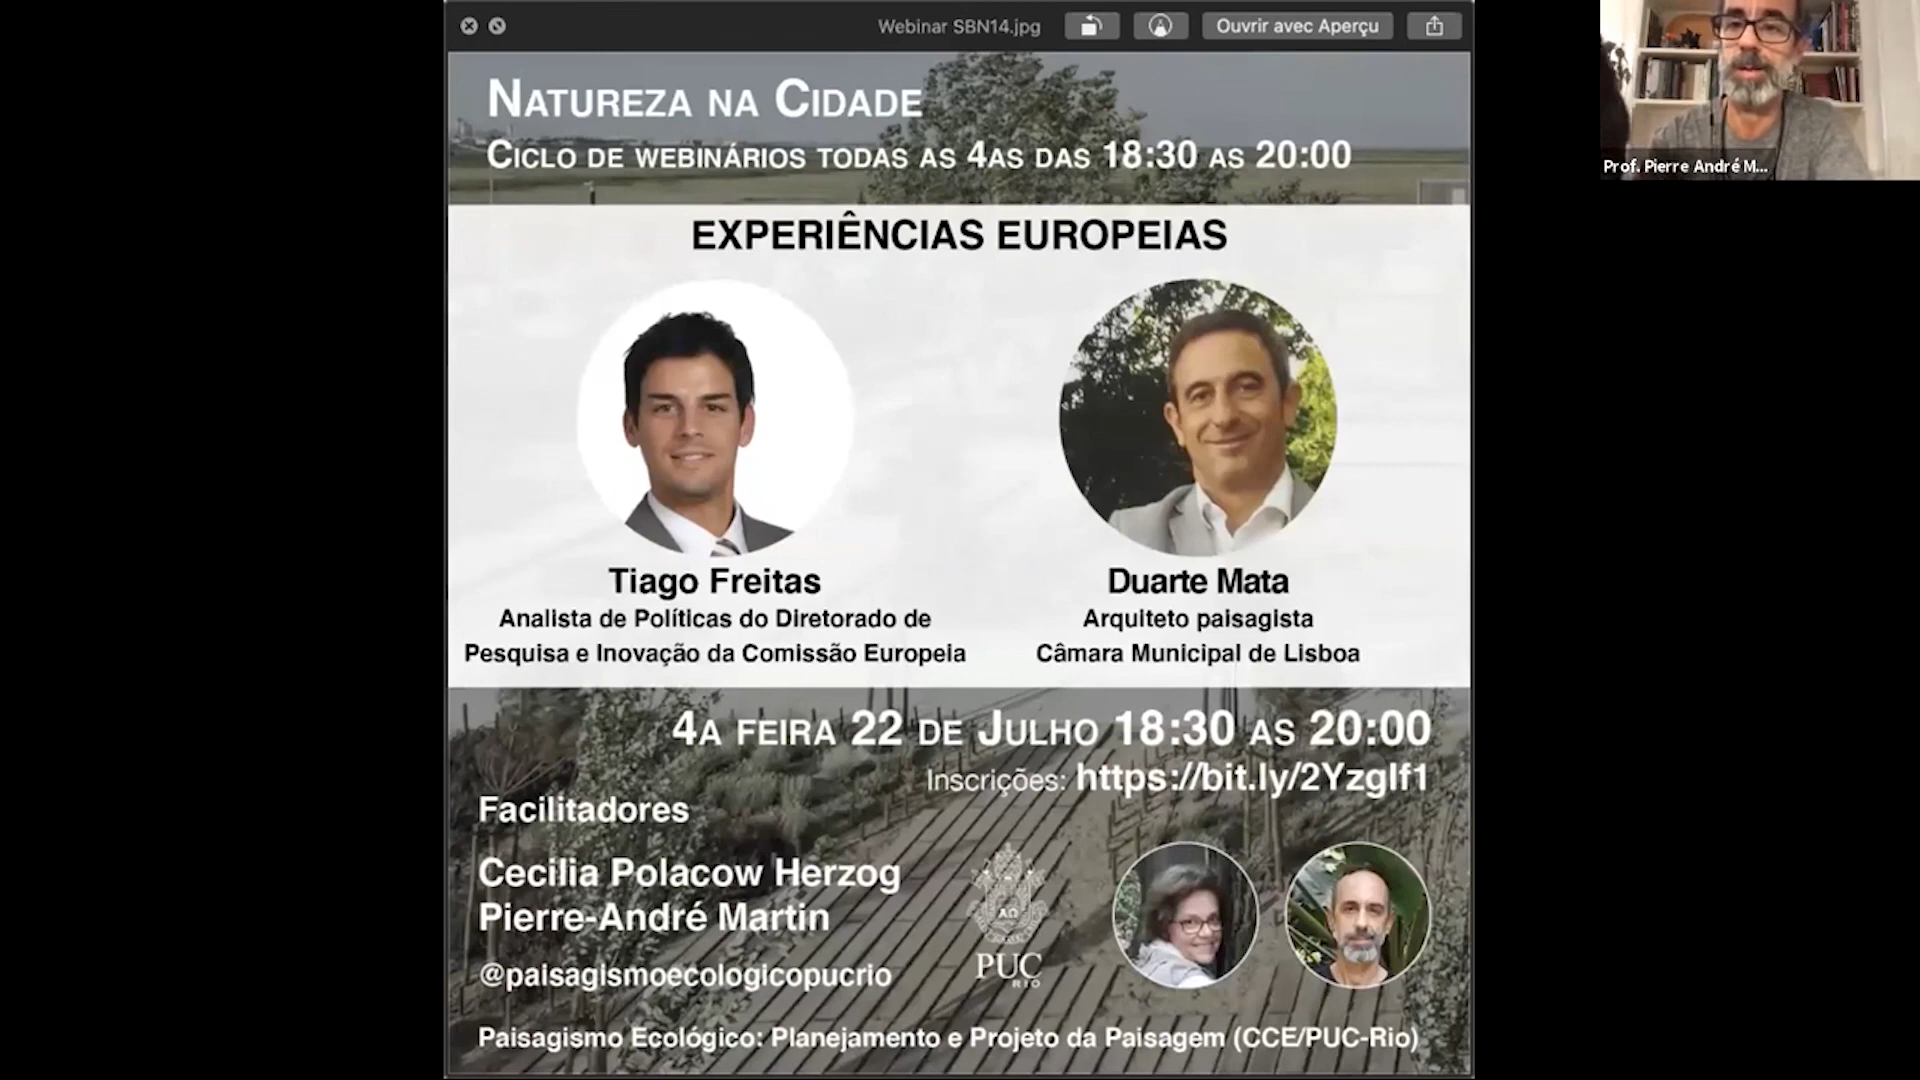 Webinar SBN14.jpg
Ouvrir avec Aperçu
Prof. Pierre André M...
NATUREZA NA CIDADE
CICLO DE WEBINÁRIOS TODAS AS 4AS DAS 18:30 AS 20:00
EXPERIÊNCIAS EUROPEIAS
Tiago Freitas
Analista de Políticas do Diretorado de
Pesquisa e Inovação da Comissão Europeia
Duarte Mata
Arquiteto paisagista
Câmara Municipal de Lisboa
4A FEIRA 22 DE JULHO 18:30 AS 20:00
Inscrições: https://bit.ly/2YzgIf1
Facilitadores
Cecilia Polacow Herzog
Pierre-André Martin
@paisagismoecologicopucrio
ΑΩ
PUC
RIO
Paisagismo Ecológico: Planejamento e Projeto da Paisagem (CCE/PUC-Rio)